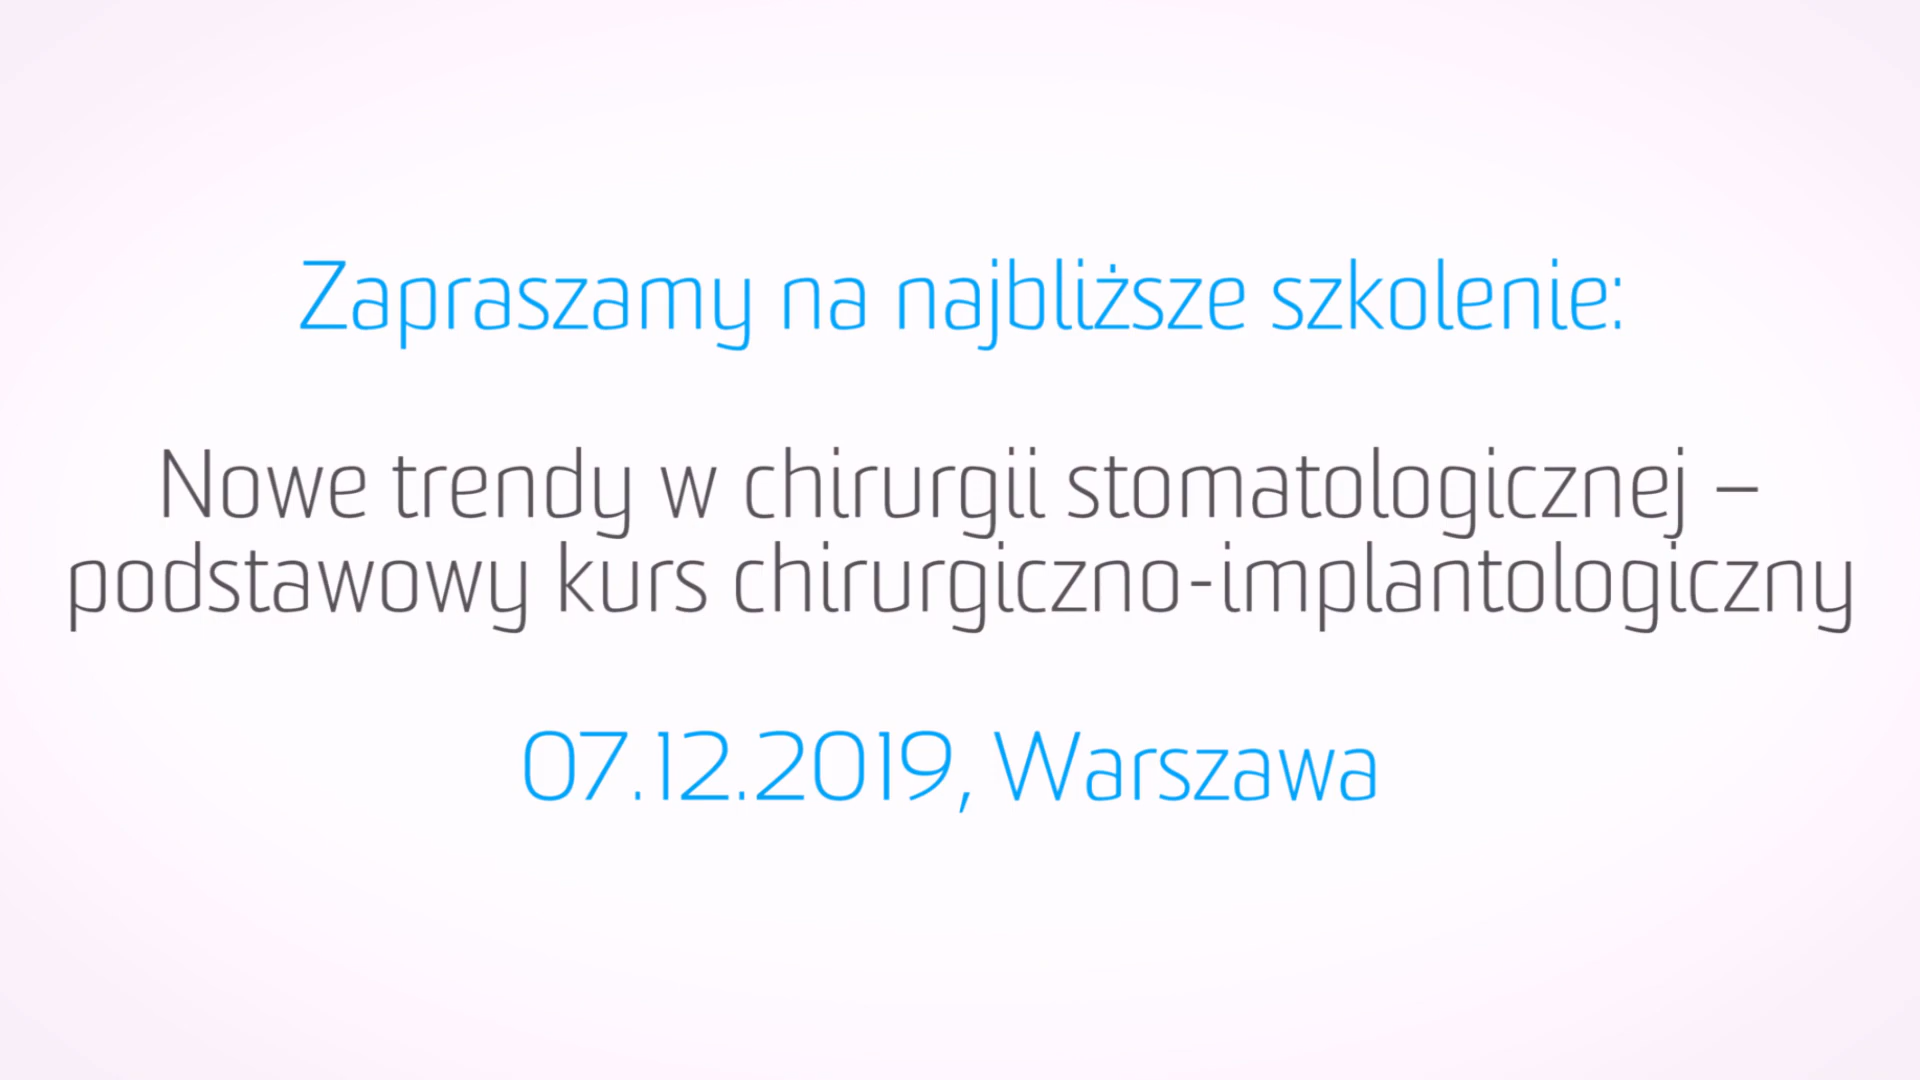 Zapraszamy na najbliższe szkolenie:
Nowe trendy w chirurgii stomatologicznej –
podstawowy kurs chirurgiczno-implantologiczny
07.12.2019, Warszawa